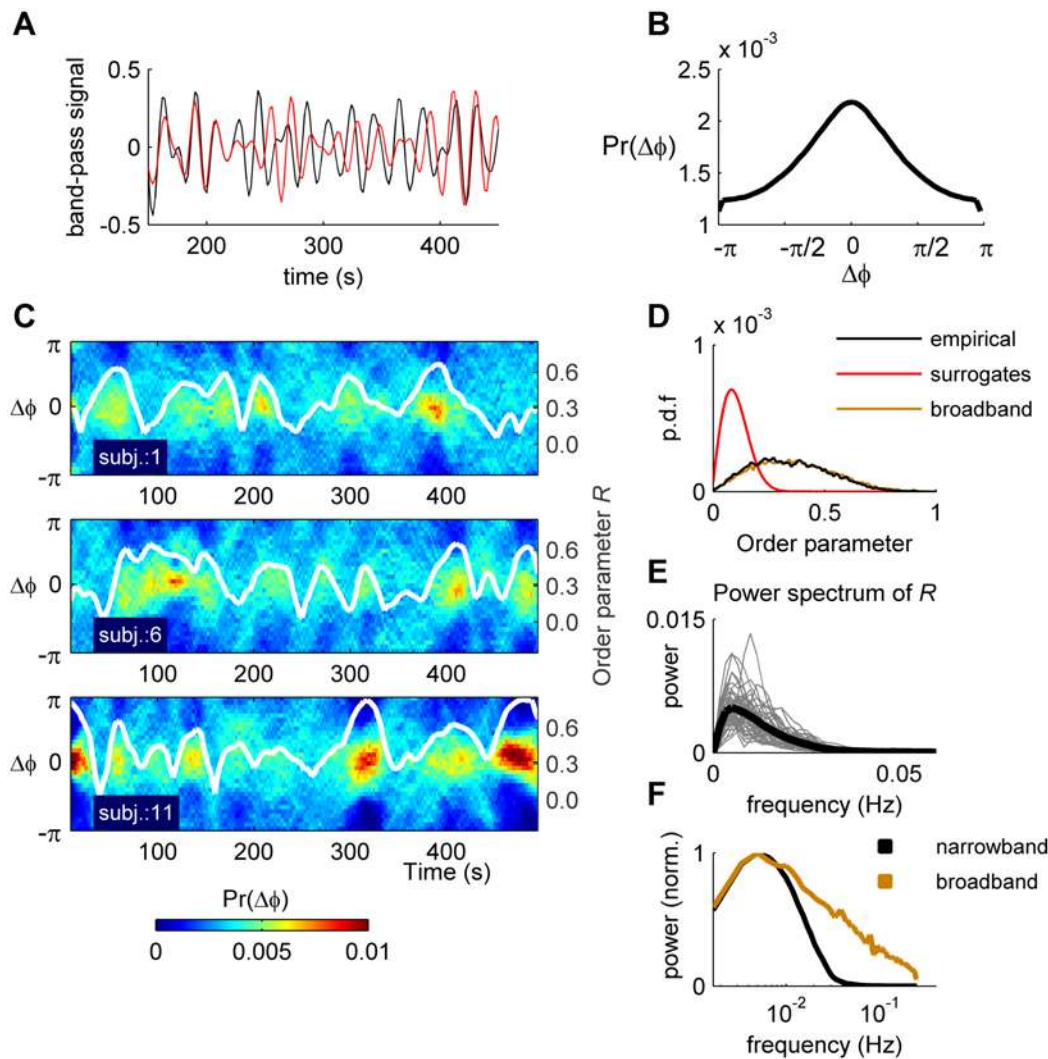 A
0.5
0
-0.5
band-pass signal
200 300 400
time (s)
B
x 10⁻³
2.5
2
1.5
1
Pr(Δϕ)
-π -π/2 0 π/2 π
Δϕ
C
π
Δϕ 0
-π
subj.:1
0.6
0.3
0.0
100 200 300 400
π
Δϕ 0
-π
subj.:6
0.6
0.3
0.0
100 200 300 400
π
Δϕ 0
-π
subj.:11
0.6
0.3
0.0
100 200 300 400
Time (s)
Order parameter R
Pr(Δϕ)
0 0.005 0.01
D
x 10⁻³
1
0
p.d.f
empirical
surrogates
broadband
0 0.5 1
Order parameter
E
Power spectrum of R
0.015
0
power
0 0.05
frequency (Hz)
F
1
0
power (norm.)
narrowband
broadband
10⁻² 10⁻¹
frequency (Hz)